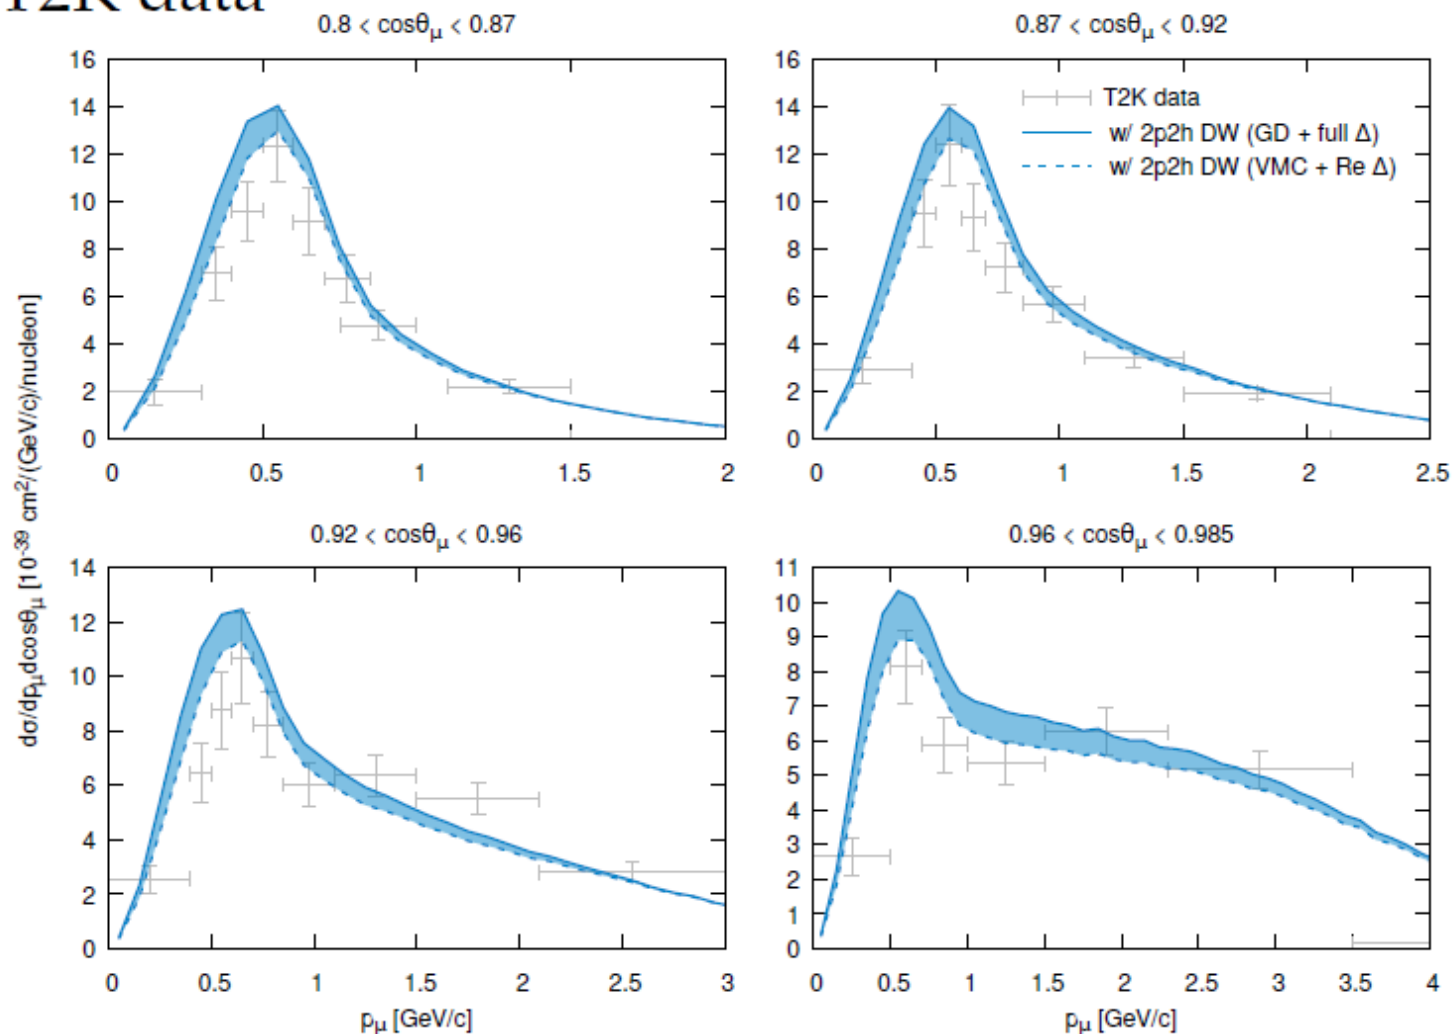 T2K data
0.8 < cosθμ < 0.87
16
14
12
10
8
6
4
2
0
0 0.5 1 1.5 2
0.87 < cosθμ < 0.92
T2K data
w/ 2p2h DW (GD + full Δ)
w/ 2p2h DW (VMC + Re Δ)
16
14
12
10
8
6
4
2
0
0 0.5 1 1.5 2 2.5
dσ/dpμdcosθμ [10⁻³⁹ cm²/(GeV/c)/nucleon]
0.92 < cosθμ < 0.96
14
12
10
8
6
4
2
0
0 0.5 1 1.5 2 2.5 3
pμ [GeV/c]
0.96 < cosθμ < 0.985
11
10
9
8
7
6
5
4
3
2
1
0
0 0.5 1 1.5 2 2.5 3 3.5 4
pμ [GeV/c]